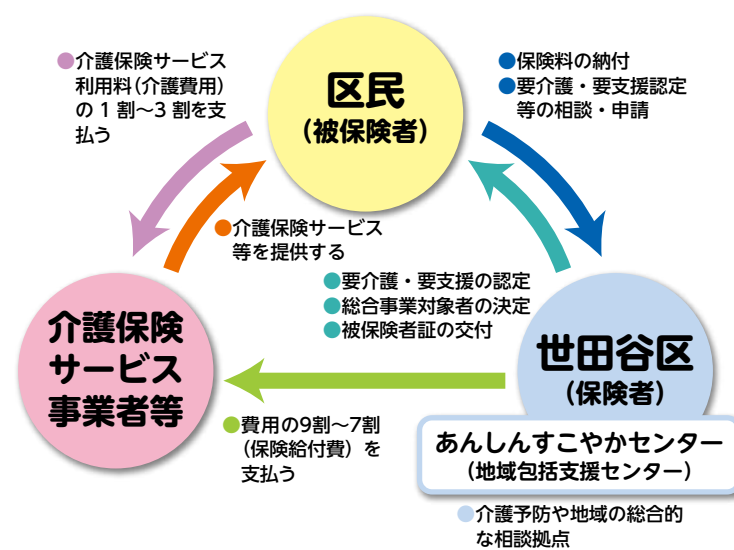 区民
（被保険者）
●介護保険サービス
利用料（介護費用）
の 1 割～3 割を支
払う
●保険料の納付
●要介護・要支援認定
等の相談・申請
●介護保険サービス
等を提供する
●要介護・要支援の認定
●総合事業対象者の決定
●被保険者証の交付
介護保険
サービス
事業者等
世田谷区
（保険者）
●費用の9割～7割
（保険給付費）を
支払う
あんしんすこやかセンター
（地域包括支援センター）
●介護予防や地域の総合的
な相談拠点